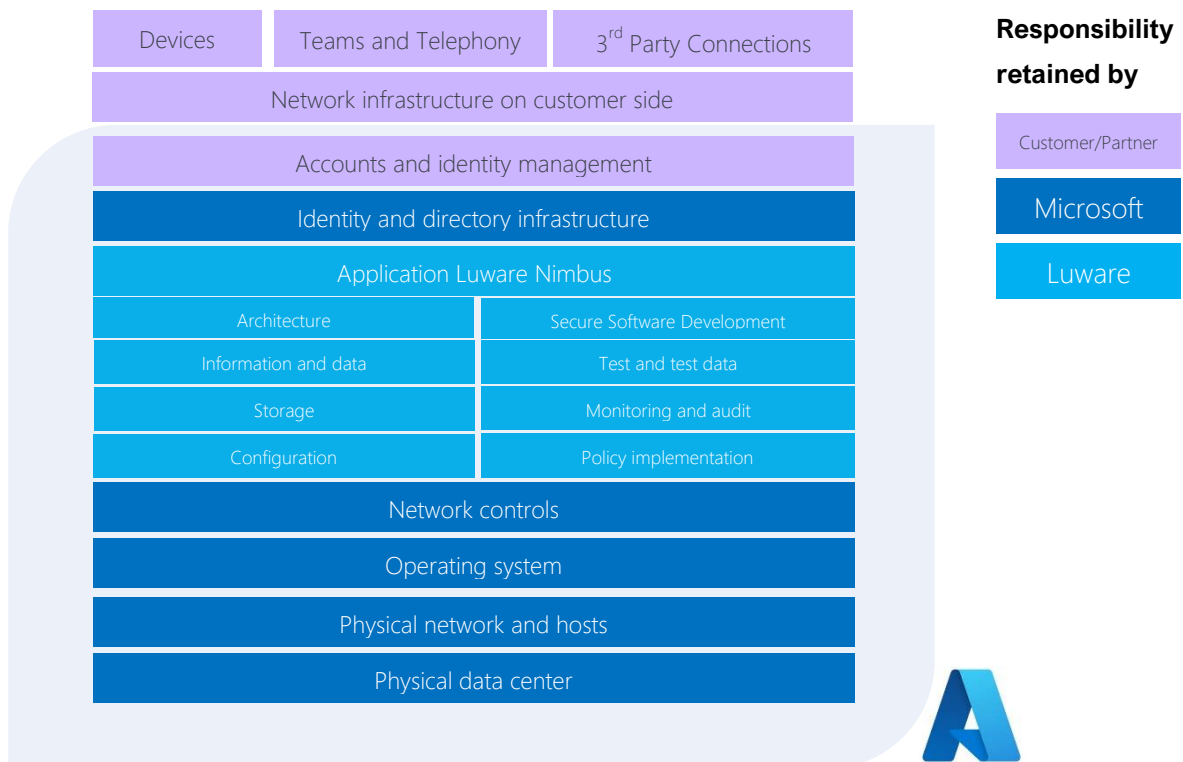 Devices
Teams and Telephony
3rd Party Connections
Network infrastructure on customer side
Accounts and identity management
Identity and directory infrastructure
Application Luware Nimbus
Architecture
Secure Software Development
Information and data
Test and test data
Storage
Monitoring and audit
Configuration
Policy implementation
Network controls
Operating system
Physical network and hosts
Physical data center
Responsibility
retained by
Customer/Partner
Microsoft
Luware